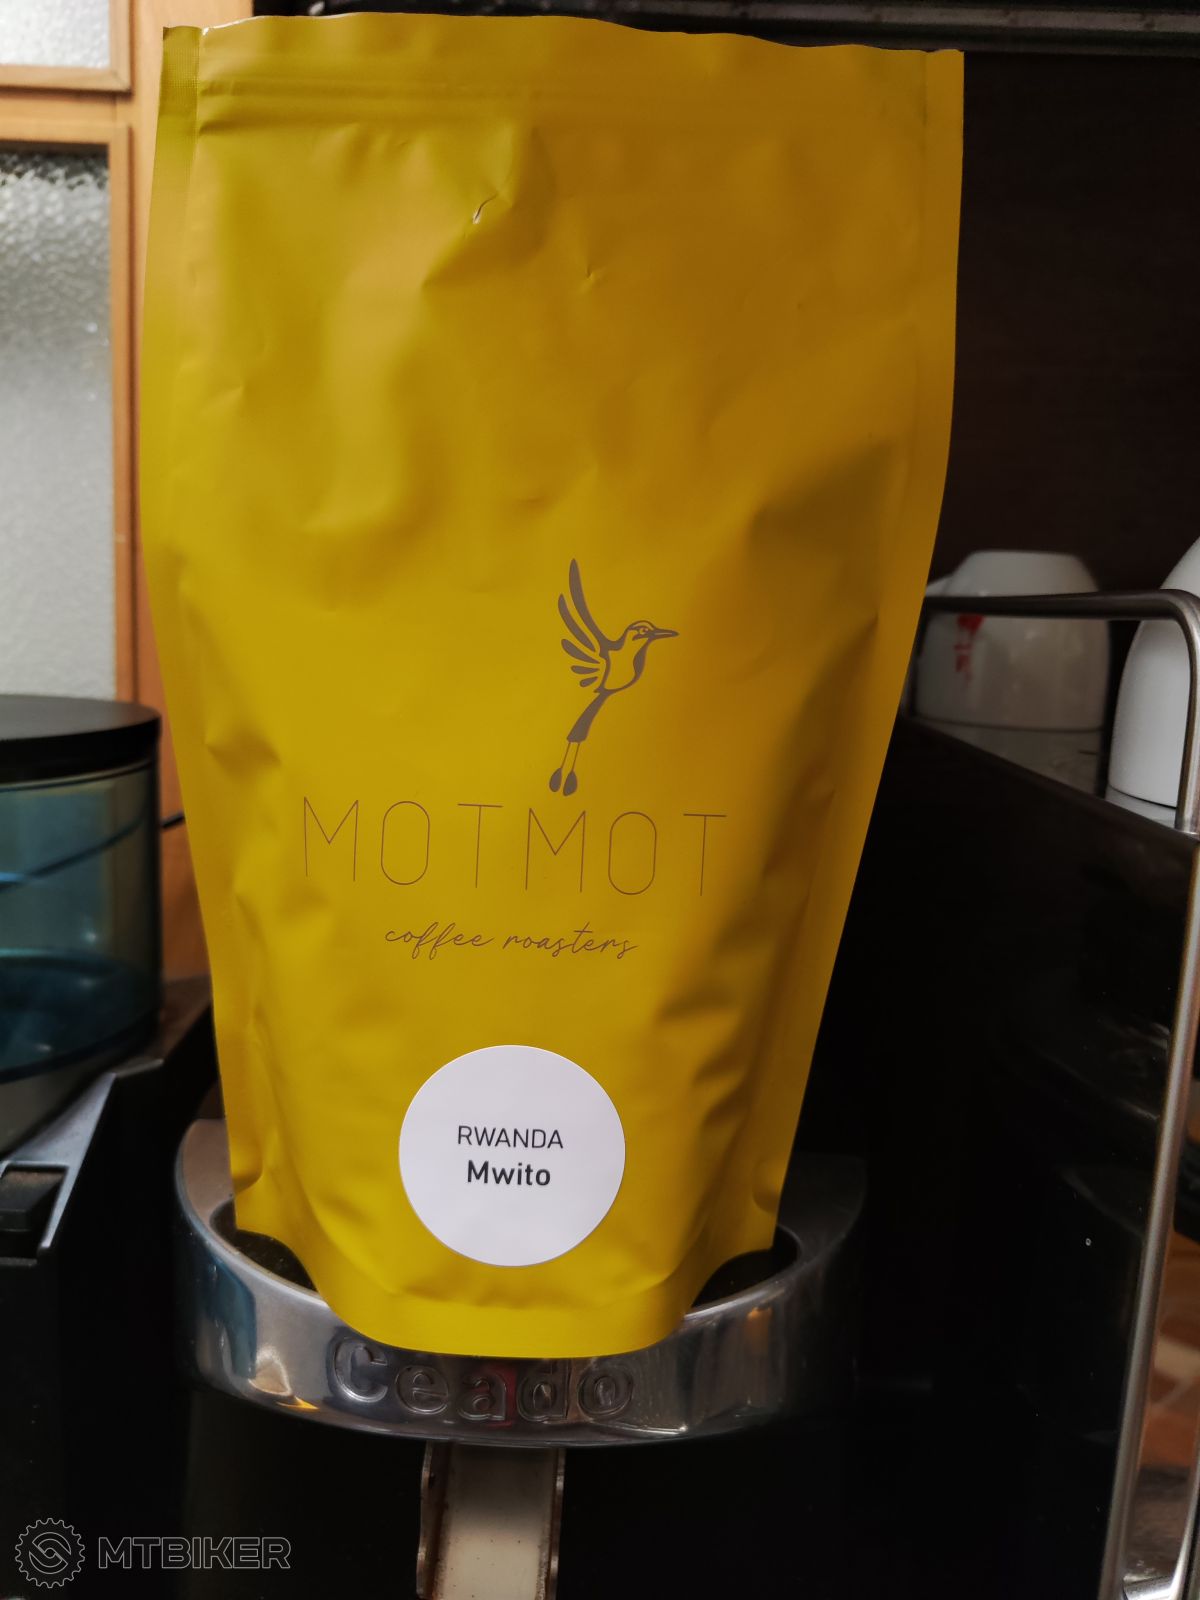 MOTMOT
coffee roasters
RWANDA
Mwito
Ceado
MTBIKER